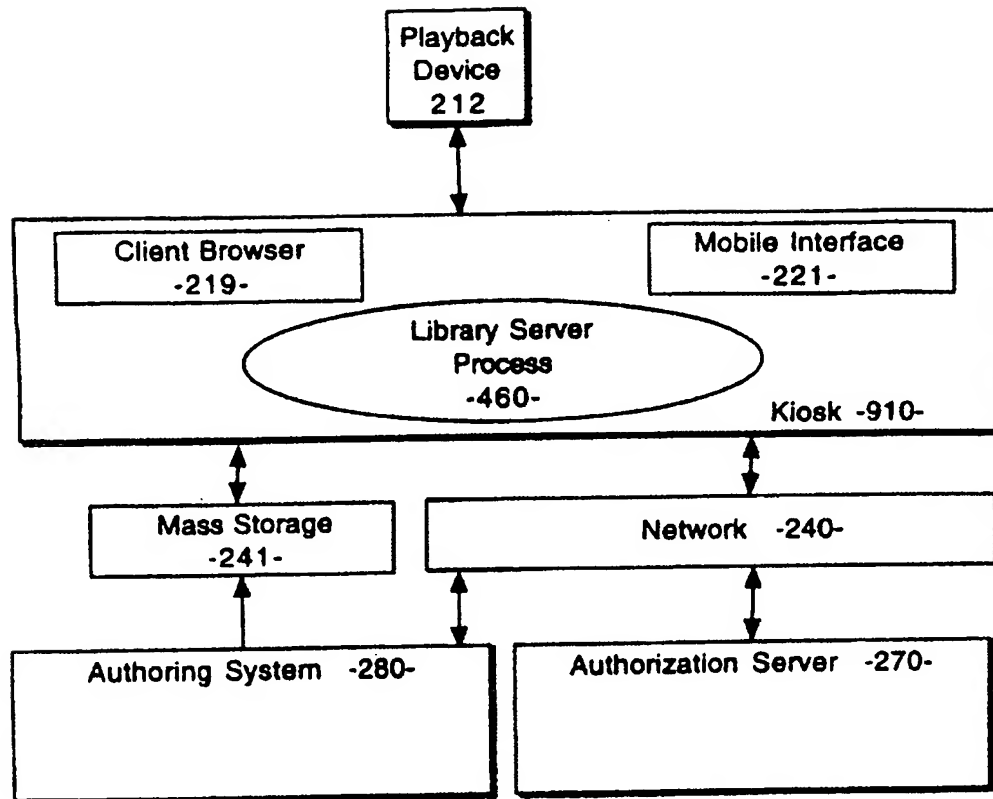 Playback
Device
212
Client Browser
-219-
Mobile Interface
-221-
Library Server
Process
-460-
Kiosk -910-
Mass Storage
-241-
Network -240-
Authoring System -280-
Authorization Server -270-